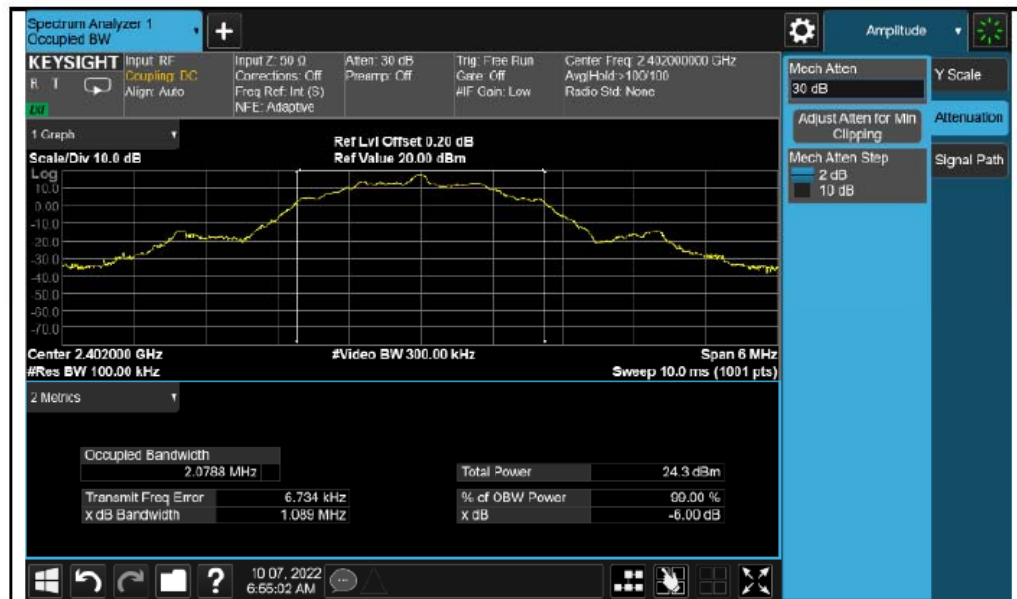 Spectrum Analyzer 1
Occupied BW
+
Amplitude
KEYSIGHT
Input: RF
Coupling: DC
Align: Auto
R T
LXI
Input Z: 50 Ω
Corrections: Off
Freq Ref: Int (S)
NFE: Adaptive
Atten: 30 dB
Preamp: Off
Trig: Free Run
Gate: Off
#IF Gain: Low
Center Freq: 2.402000000 GHz
Avg|Hold:>100/100
Radio Std: None
Mech Atten
30 dB
Adjust Atten for Min
Clipping
Mech Atten Step
2 dB
10 dB
Y Scale
Attenuation
Signal Path
1 Graph
Scale/Div 10.0 dB
Ref Lvl Offset 0.20 dB
Ref Value 20.00 dBm
Log
10.0
0.00
-10.0
-20.0
-30.0
-40.0
-50.0
-60.0
-70.0
Center 2.402000 GHz
#Video BW 300.00 kHz
Span 6 MHz
#Res BW 100.00 kHz
Sweep 10.0 ms (1001 pts)
2 Metrics
Occupied Bandwidth
2.0788 MHz
Total Power 24.3 dBm
Transmit Freq Error 6.734 kHz
% of OBW Power 99.00 %
x dB Bandwidth 1.089 MHz
x dB -6.00 dB
?
10 07, 2022
6:55:02 AM